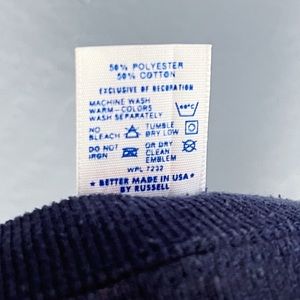 50% POLYESTER
50% COTTON
EXCLUSIVE OF DECORATION
MACHINE WASH
WARM-COLORS
WASH SEPARATELY
60°C
NO BLEACH
TUMBLE DRY LOW
DO NOT IRON
OR DRY CLEAN EMBLEM
WPL 7232
★ BETTER MADE IN USA ★
BY RUSSELL